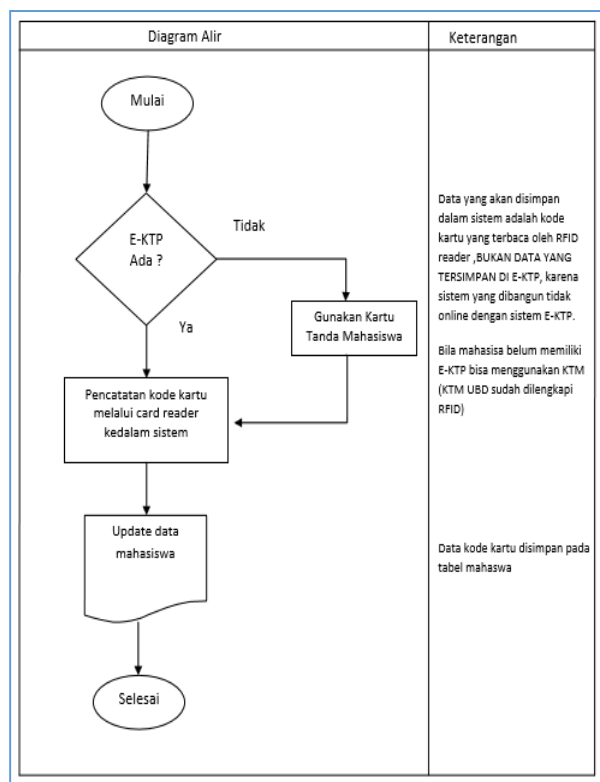 Diagram Alir
Keterangan
Mulai
E-KTP
Ada ?
Tidak
Ya
Gunakan Kartu
Tanda Mahasiswa
Pencatatan kode kartu
melalui card reader
kedalam sistem
Update data
mahasiswa
Selesai
Data yang akan disimpan
dalam sistem adalah kode
kartu yang terbaca oleh RFID
reader ,BUKAN DATA YANG
TERSIMPAN DI E-KTP, karena
sistem yang dibangun tidak
online dengan sistem E-KTP.
Bila mahasisa belum memiliki
E-KTP bisa menggunakan KTM
(KTM UBD sudah dilengkapi
RFID)
Data kode kartu disimpan pada
tabel mahaswa